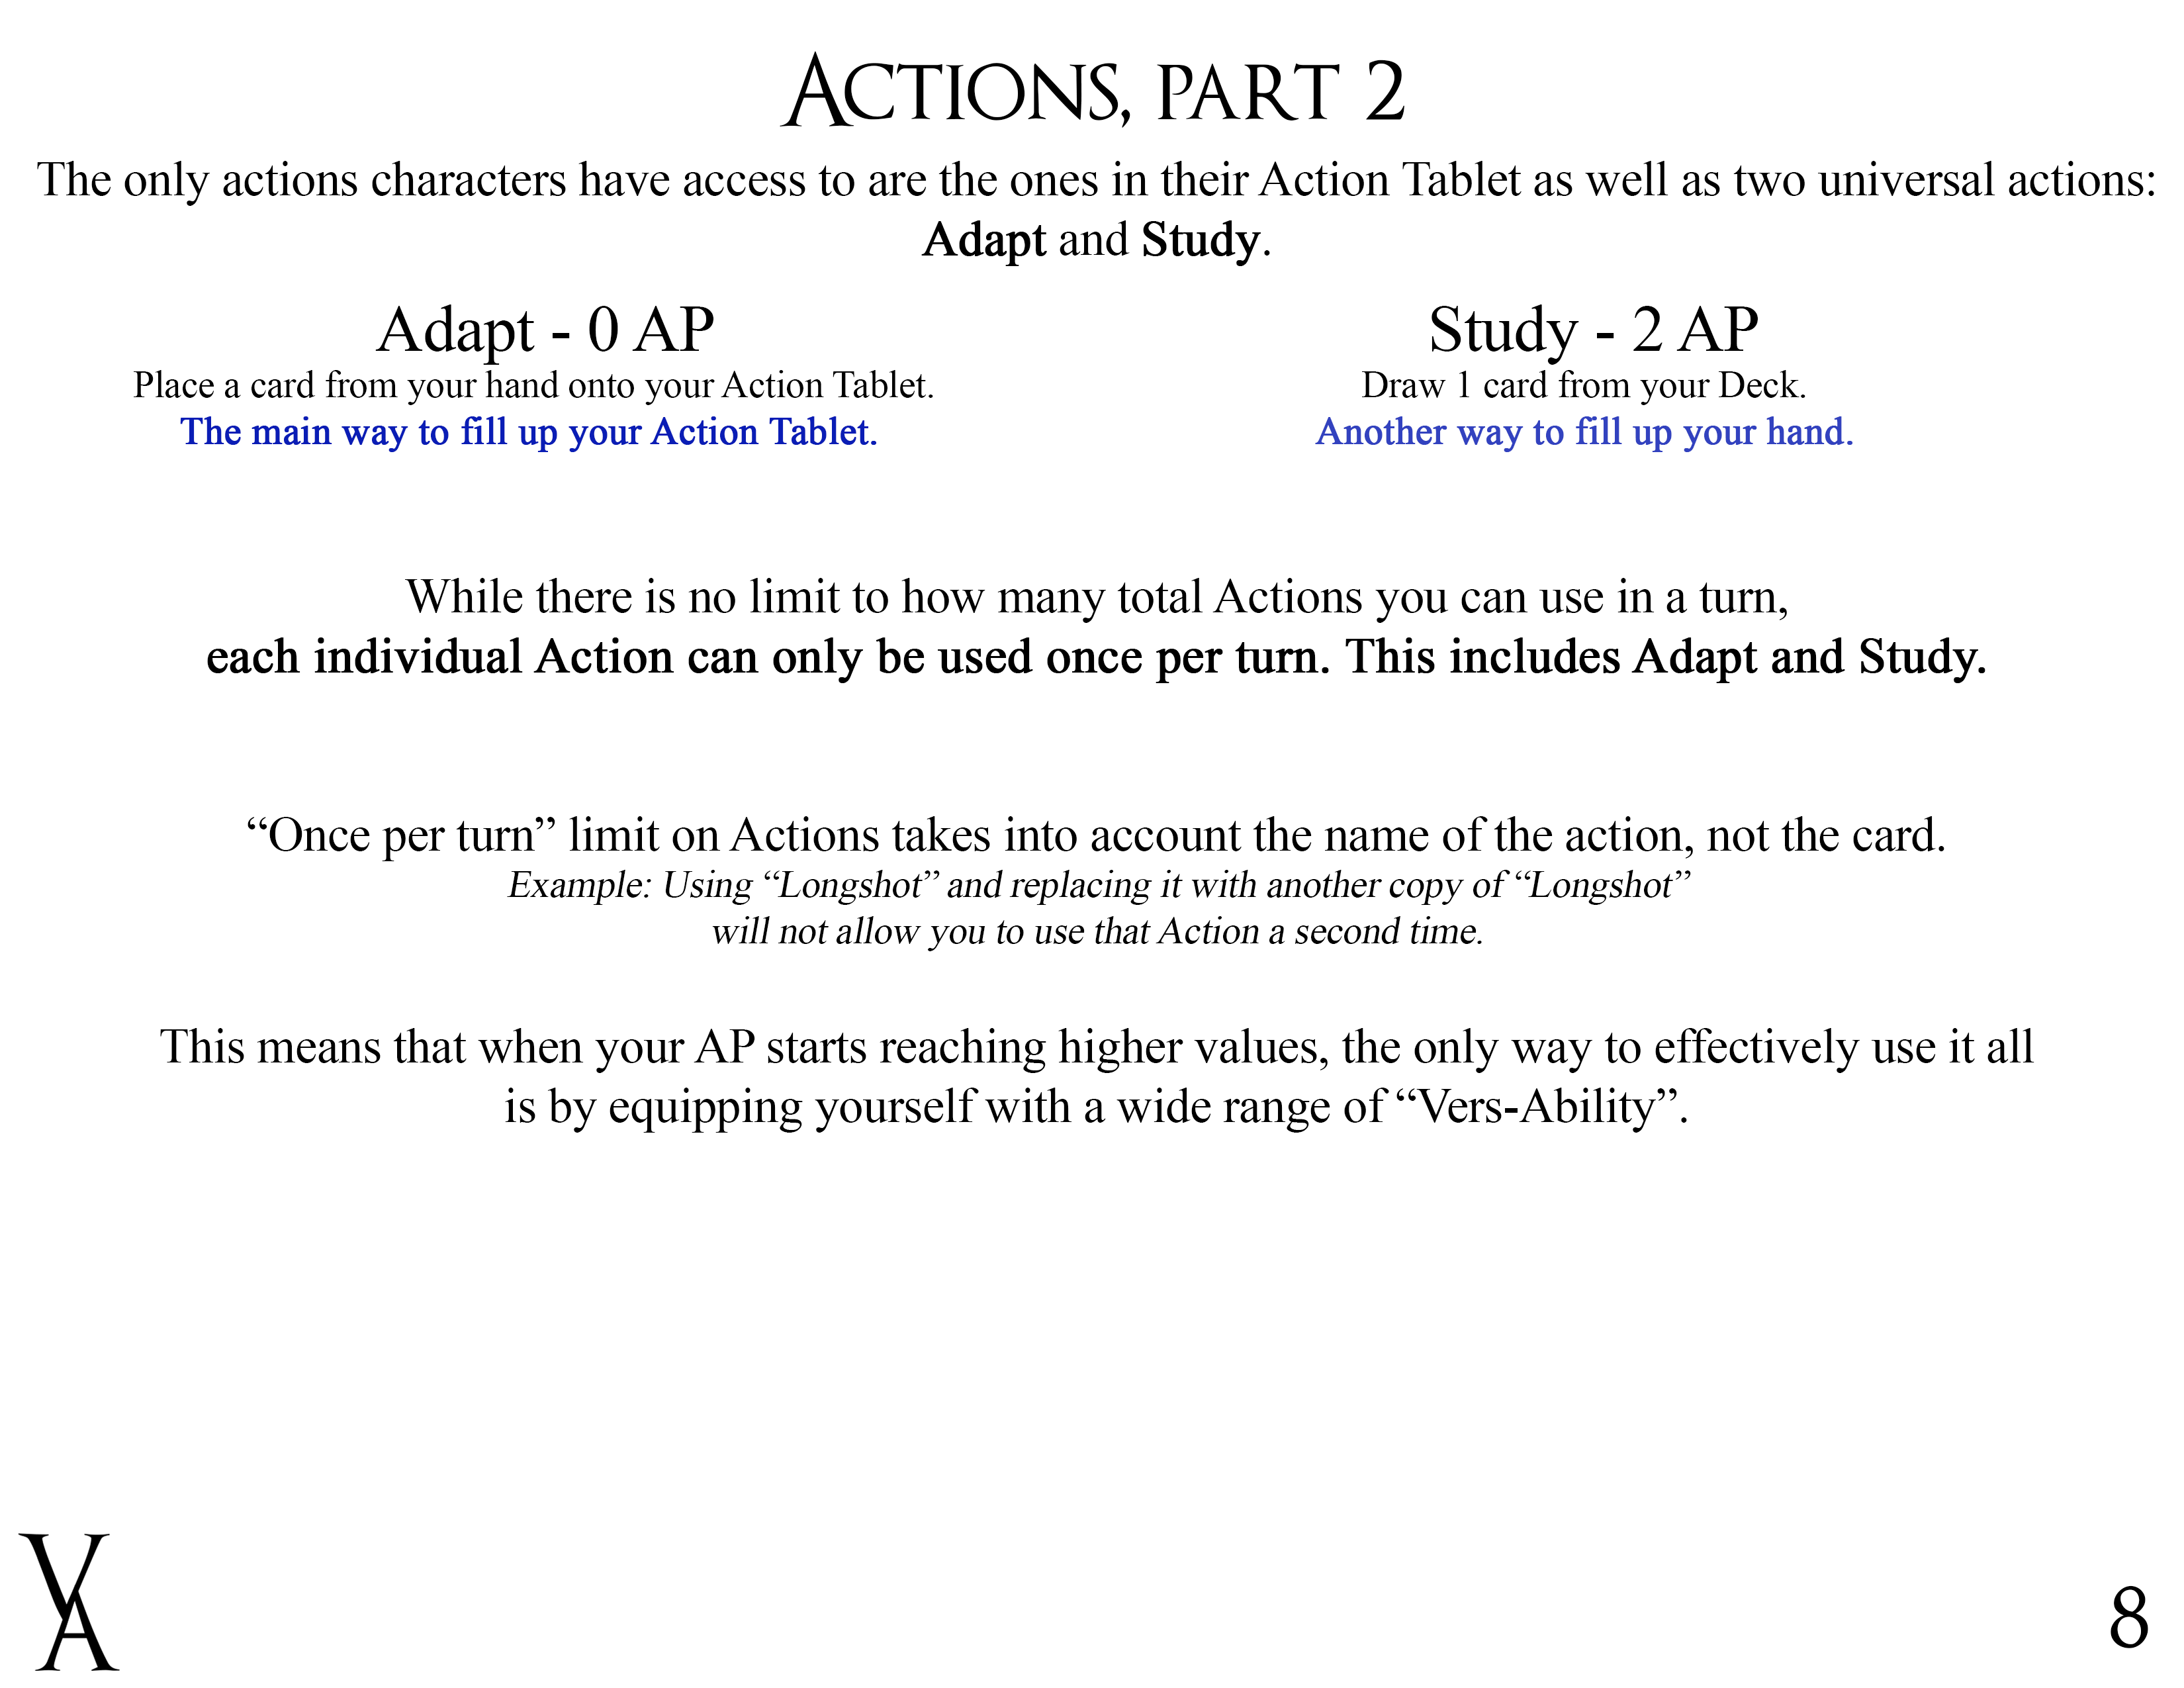 Actions, part 2
The only actions characters have access to are the ones in their Action Tablet as well as two universal actions:
Adapt and Study.
Adapt - 0 AP
Place a card from your hand onto your Action Tablet.
The main way to fill up your Action Tablet.
Study - 2 AP
Draw 1 card from your Deck.
Another way to fill up your hand.
While there is no limit to how many total Actions you can use in a turn,
each individual Action can only be used once per turn. This includes Adapt and Study.
“Once per turn” limit on Actions takes into account the name of the action, not the card.
Example: Using “Longshot” and replacing it with another copy of “Longshot”
will not allow you to use that Action a second time.
This means that when your AP starts reaching higher values, the only way to effectively use it all
is by equipping yourself with a wide range of “Vers-Ability”.
VA
8